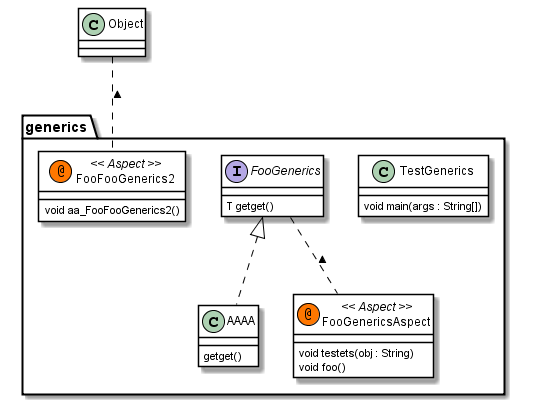 C Object
generics
@ << Aspect >>
FooFooGenerics2
void aa_FooFooGenerics2()
I FooGenerics
T getget()
C TestGenerics
void main(args : String[])
C AAAA
getget()
@ << Aspect >>
FooGenericsAspect
void testets(obj : String)
void foo()